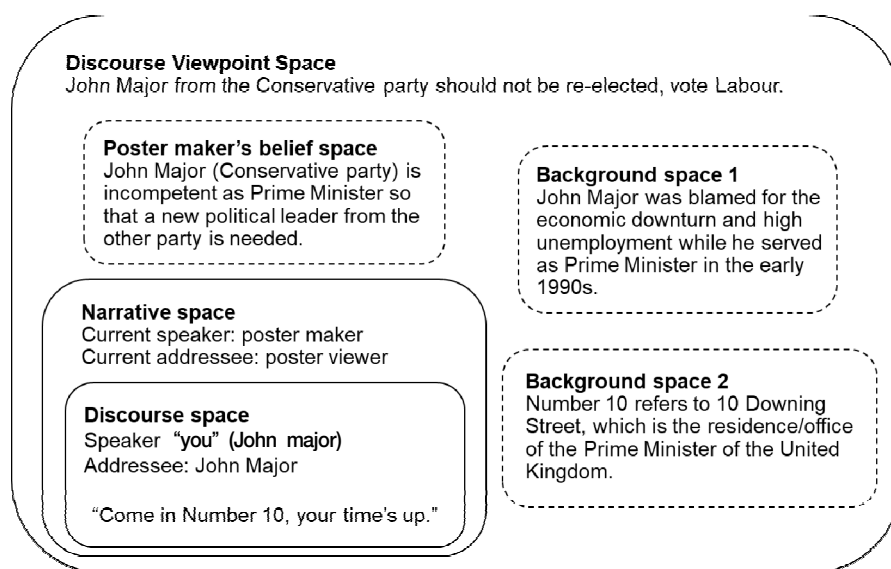 Discourse Viewpoint Space
John Major from the Conservative party should not be re-elected, vote Labour.
Poster maker's belief space
John Major (Conservative party) is
incompetent as Prime Minister so
that a new political leader from the
other party is needed.
Background space 1
John Major was blamed for the
economic downturn and high
unemployment while he served
as Prime Minister in the early
1990s.
Narrative space
Current speaker: poster maker
Current addressee: poster viewer
Background space 2
Number 10 refers to 10 Downing
Street, which is the residence/office
of the Prime Minister of the United
Kingdom.
Discourse space
Speaker "you" (John major)
Addressee: John Major
"Come in Number 10, your time's up."